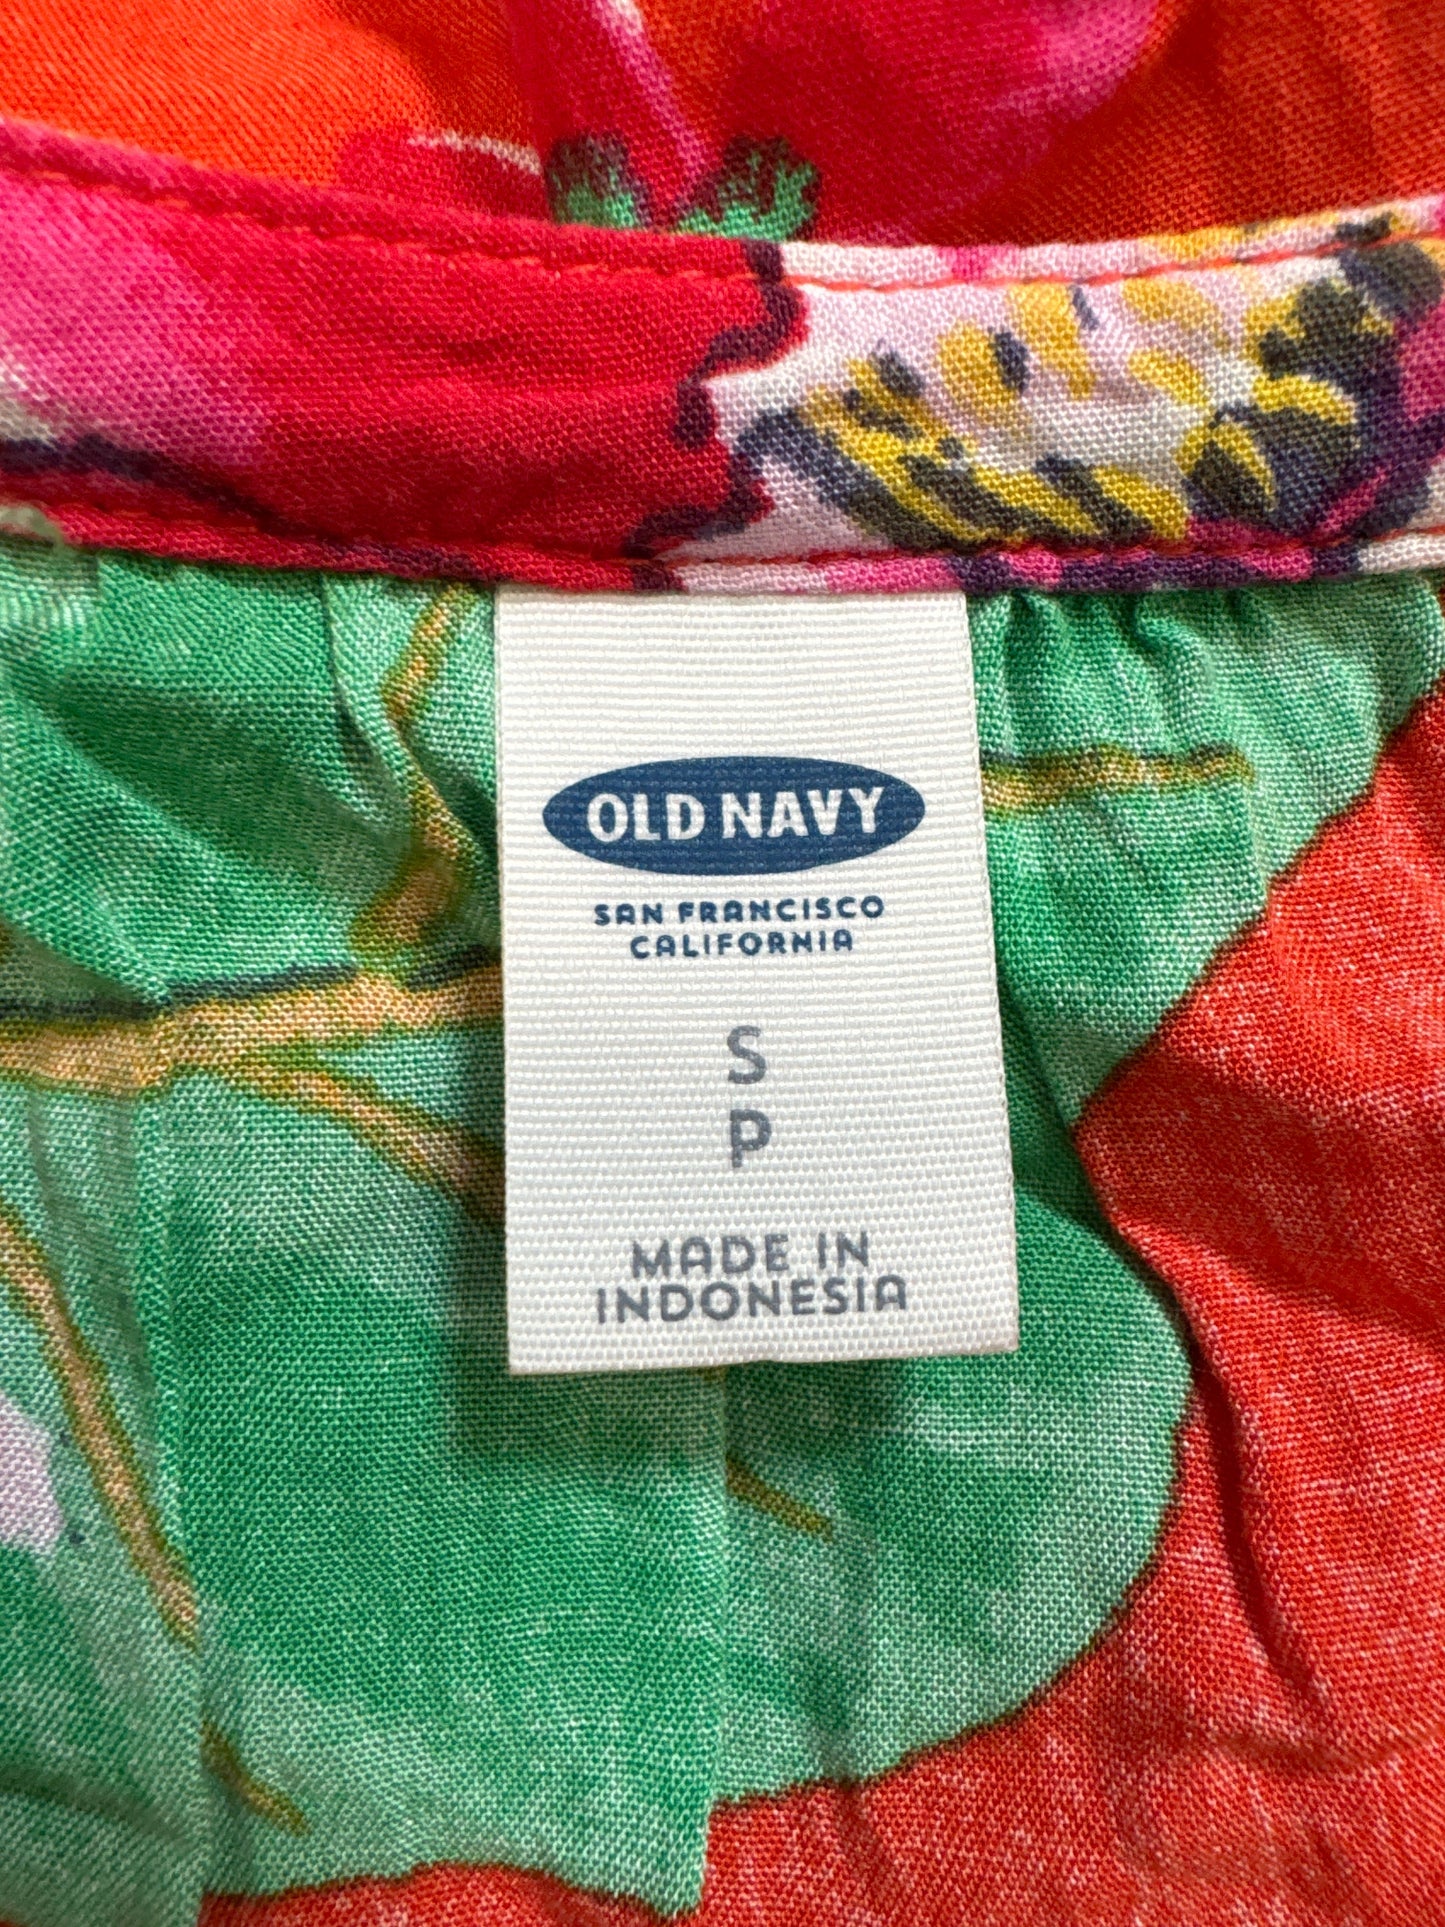 OLD NAVY
SAN FRANCISCO
CALIFORNIA
S
P
MADE IN
INDONESIA